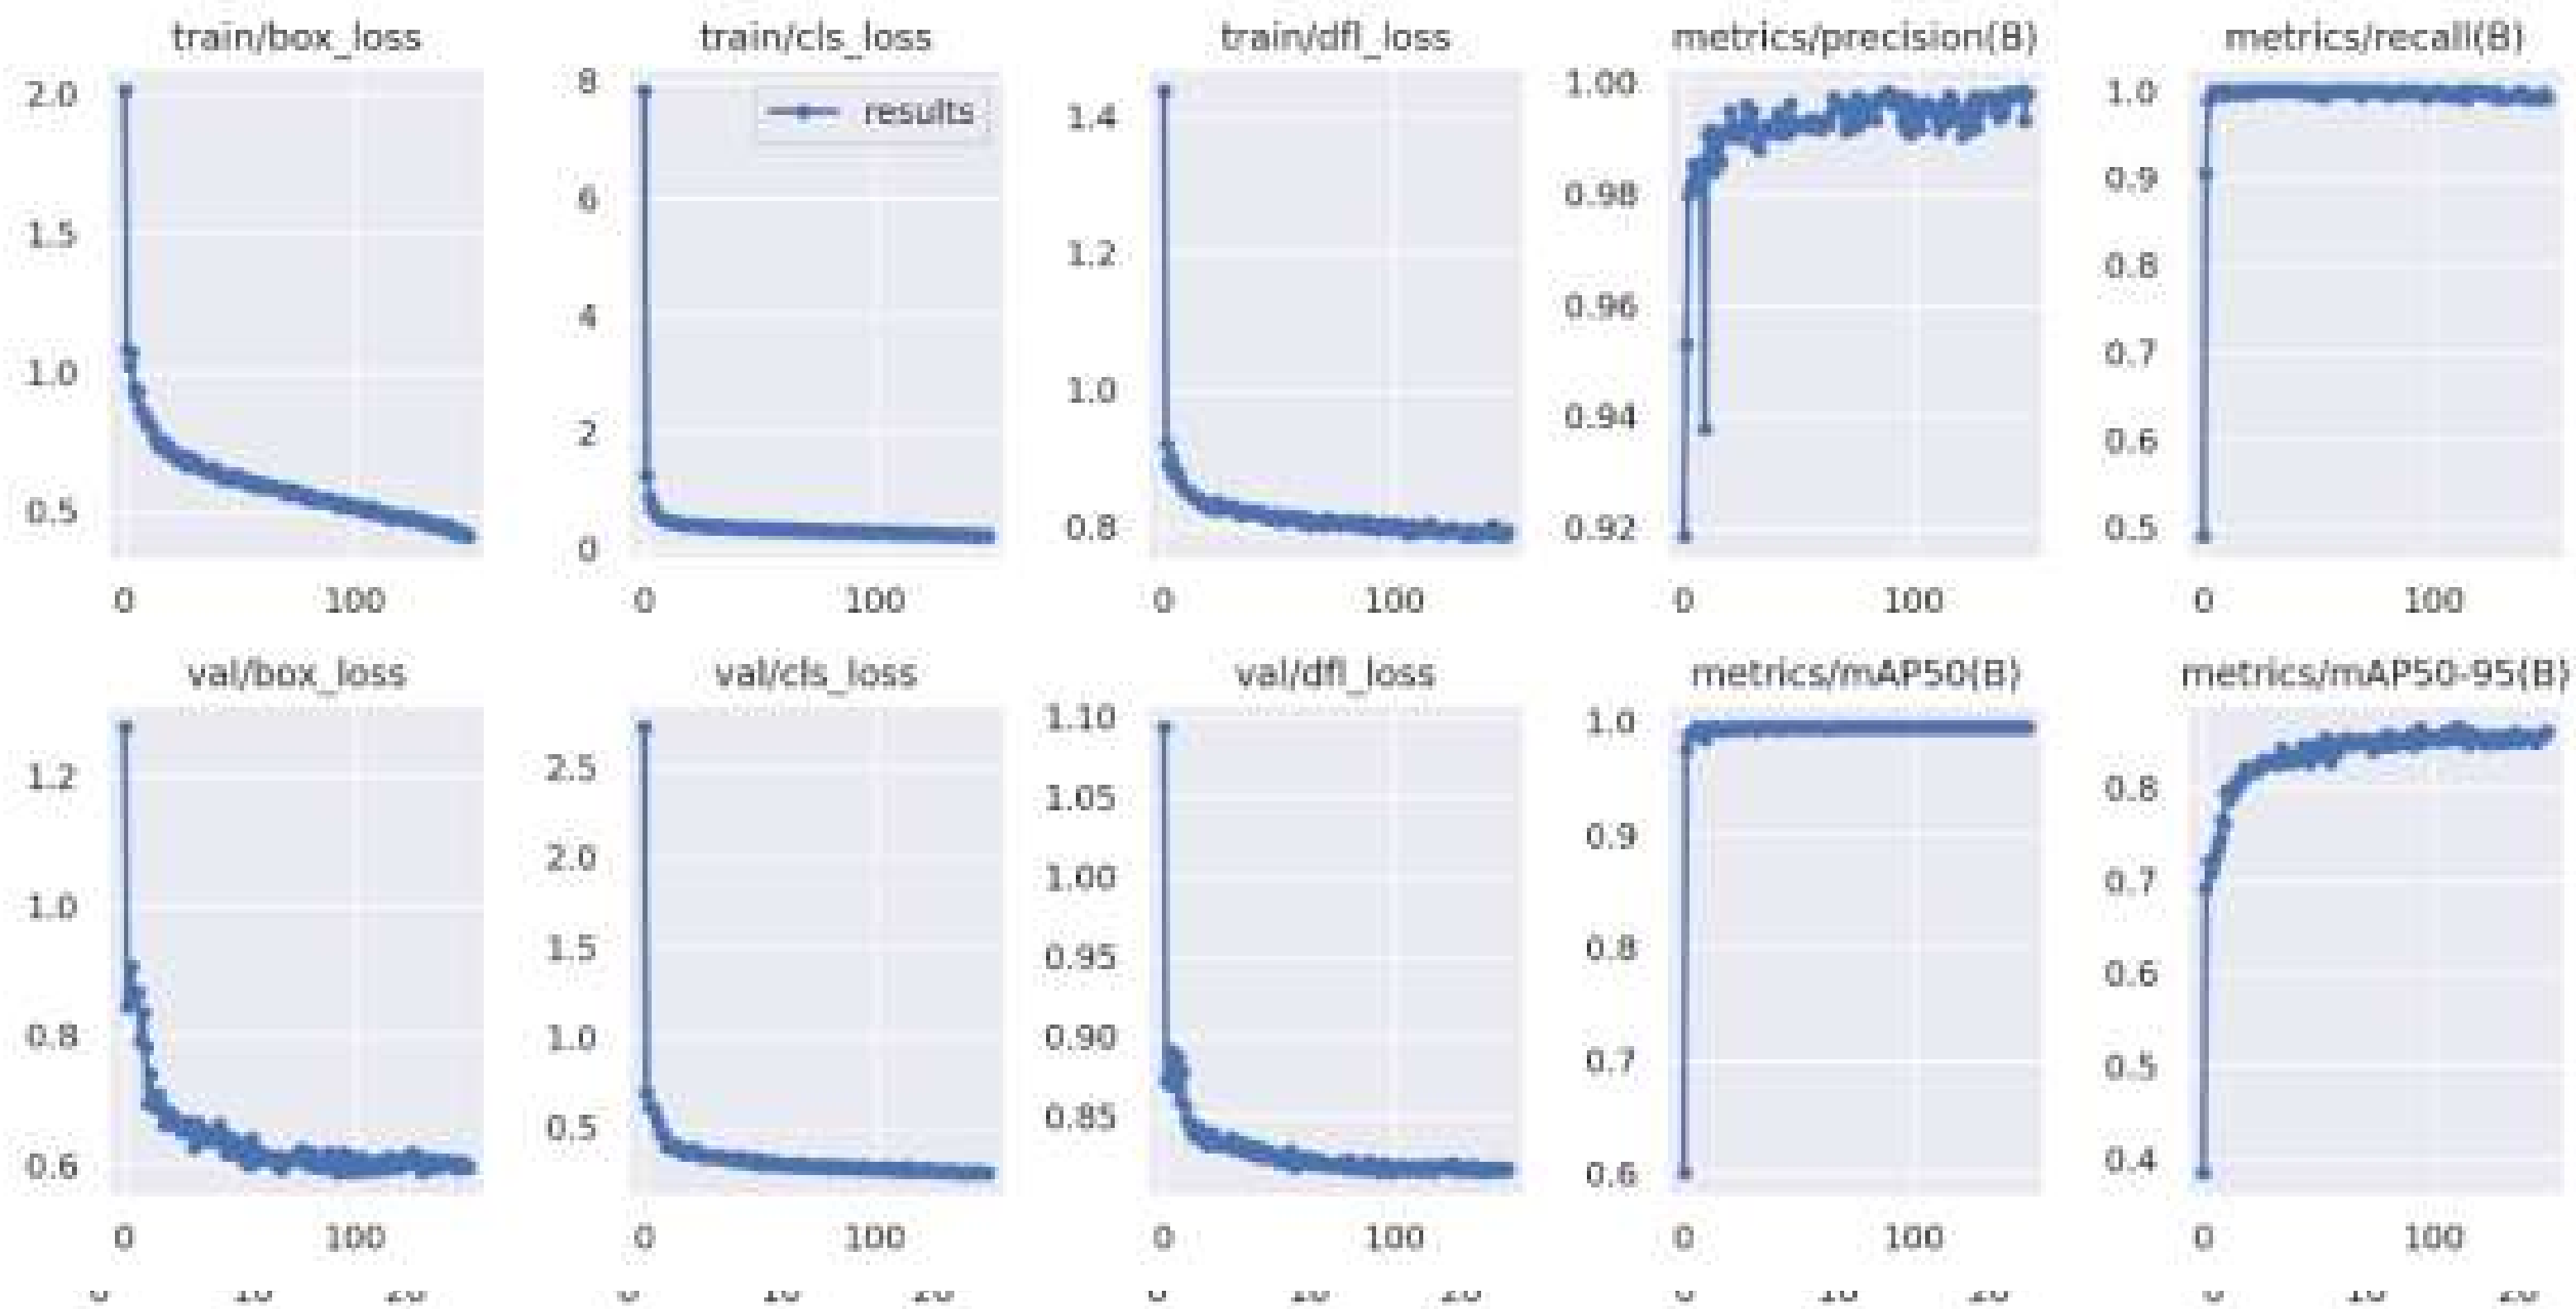 train/box_loss train/cls_loss train/dfl_loss metrics/precision(B) metrics/recall(B)
2.0 8 results 1.4 1.00 1.0
1.5 6 1.2 0.98 0.9
1.0 4 1.0 0.96 0.8
0.5 2 0.8 0.94 0.7
0 0.92 0.6
0.5
0 100 0 100 0 100 0 100 0 100
val/box_loss val/cls_loss val/dfl_loss metrics/mAP50(B) metrics/mAP50-95(B)
1.2 2.5 1.10 1.0 0.8
1.0 2.0 1.05 0.9 0.7
0.8 1.5 1.00 0.8 0.6
0.6 1.0 0.95 0.7 0.5
0.5 0.90 0.6 0.4
0.85
0 100 0 100 0 100 0 100 0 100